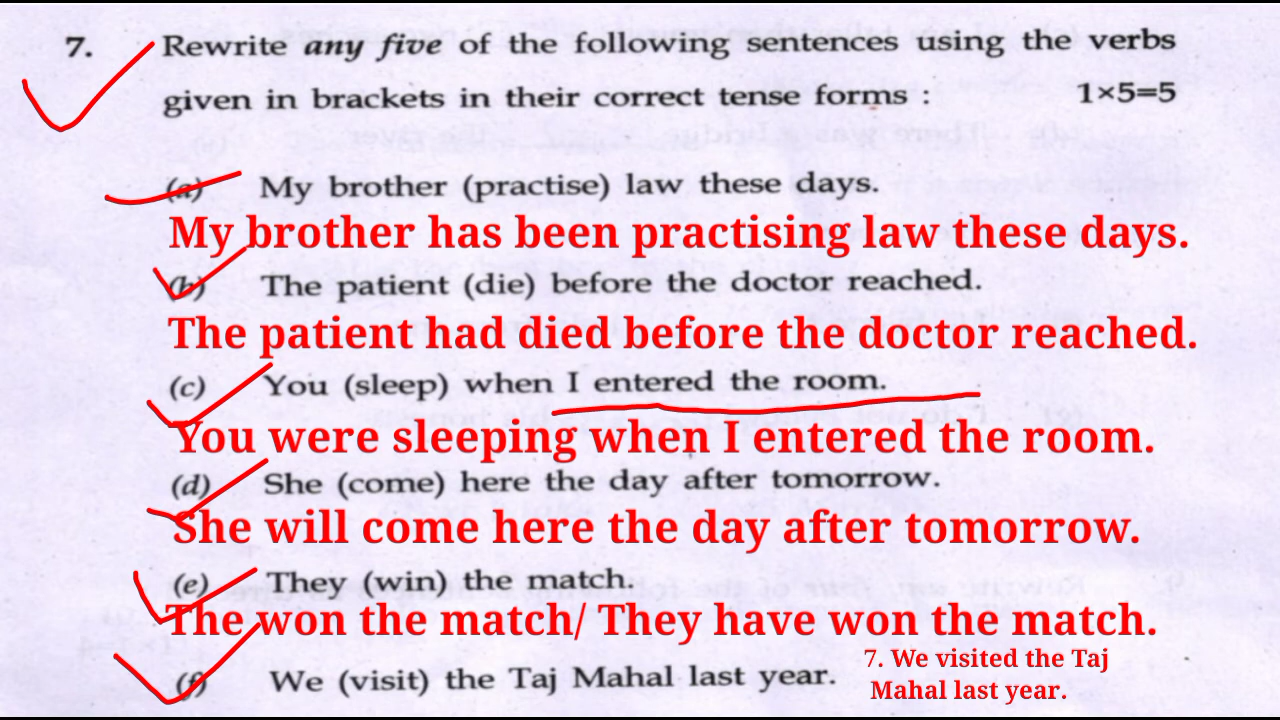 7. Rewrite any five of the following sentences using the verbs
given in brackets in their correct tense forms : 1×5=5
(a) My brother (practise) law these days.
My brother has been practising law these days.
(b) The patient (die) before the doctor reached.
The patient had died before the doctor reached.
(c) You (sleep) when I entered the room.
You were sleeping when I entered the room.
(d) She (come) here the day after tomorrow.
She will come here the day after tomorrow.
(e) They (win) the match.
The won the match/ They have won the match.
(f) We (visit) the Taj Mahal last year.
7. We visited the Taj
Mahal last year.